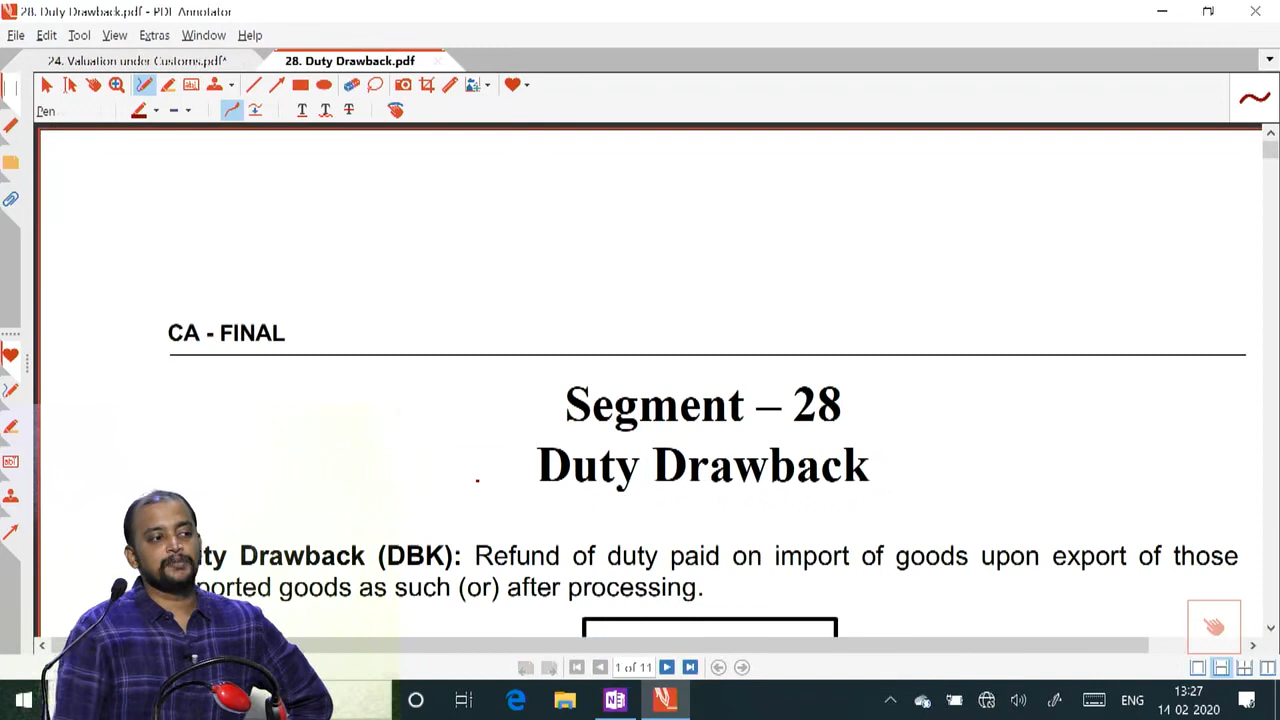 28. Duty Drawback.pdf - PDF Annotator
File Edit Tool View Extras Window Help
24. Valuation under Customs.pdf* 28. Duty Drawback.pdf
Pen
CA - FINAL
Segment – 28
Duty Drawback
Drawback (DBK): Refund of duty paid on import of goods upon export of those
goods as such (or) after processing.
1 of 11
ENG
13:27
14-02-2020